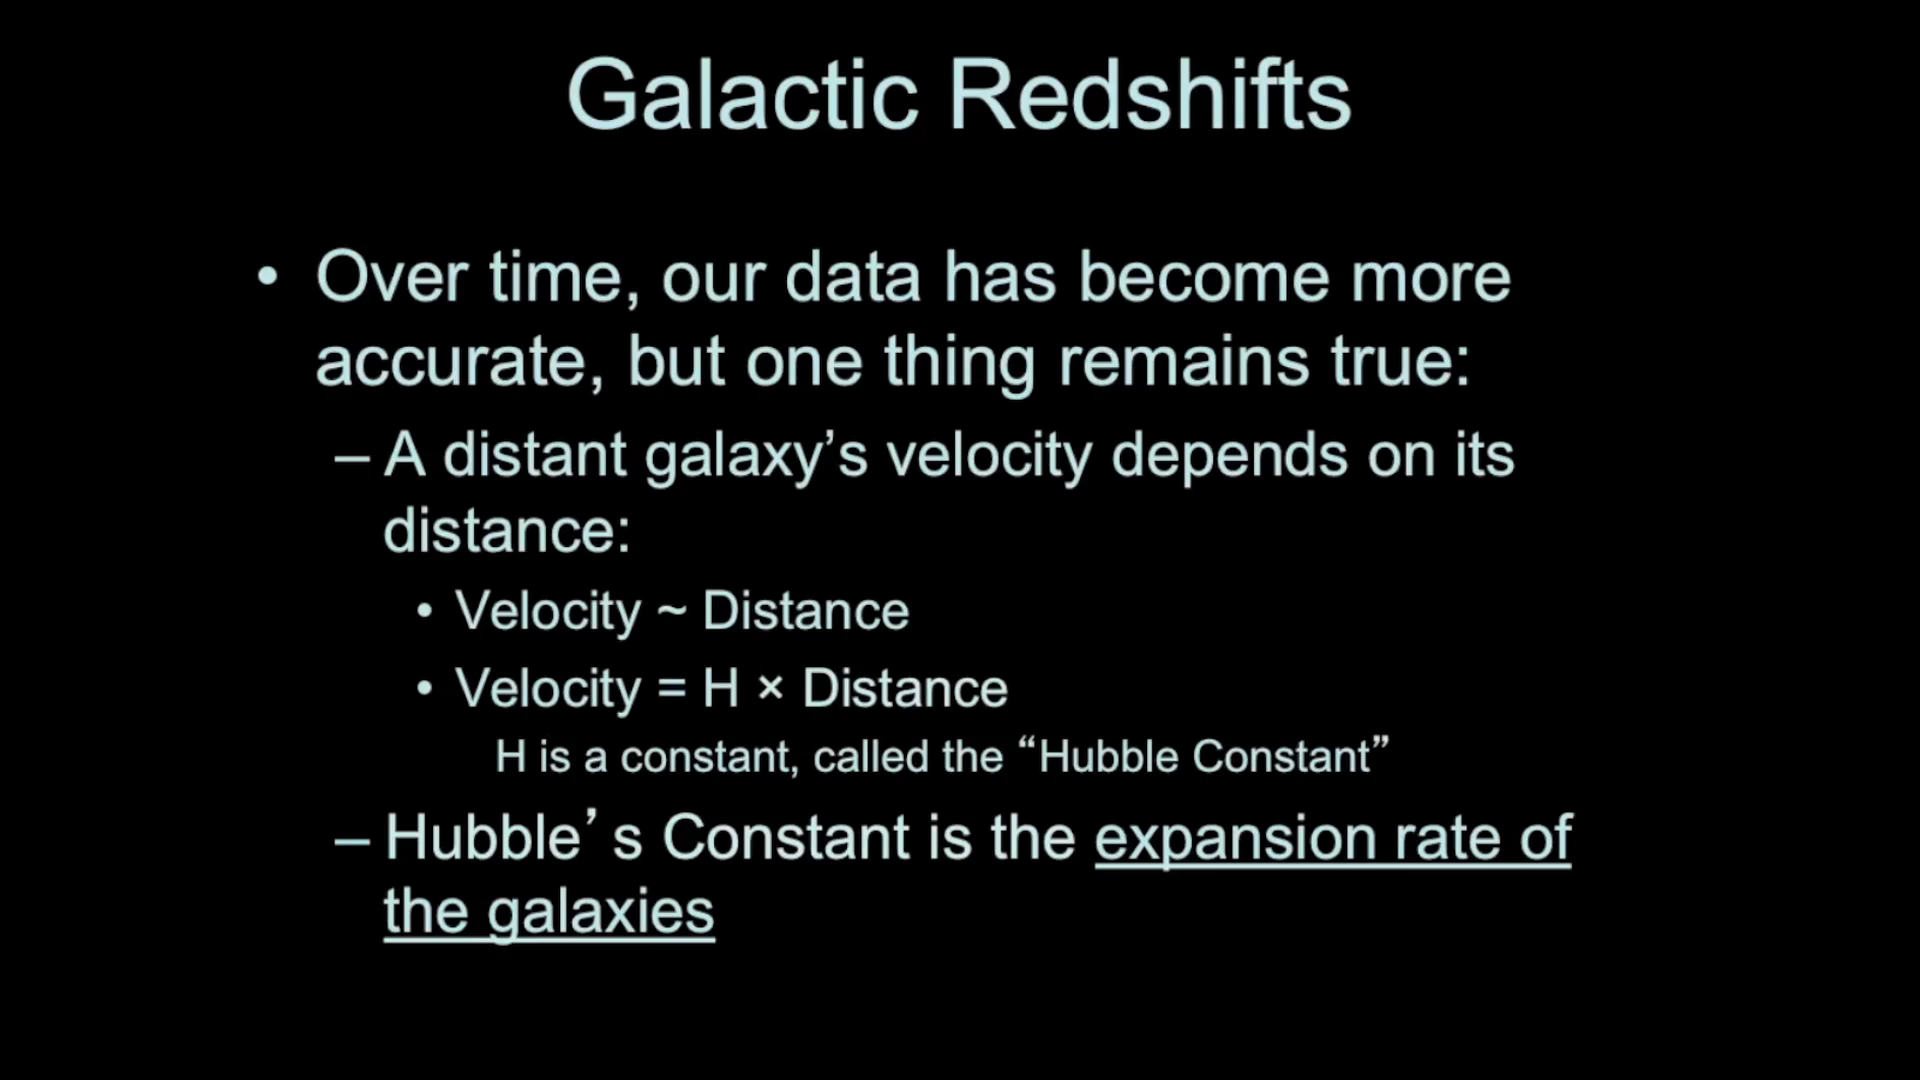 Galactic Redshifts
• Over time, our data has become more
accurate, but one thing remains true:
– A distant galaxy’s velocity depends on its
distance:
• Velocity ~ Distance
• Velocity = H × Distance
H is a constant, called the “Hubble Constant”
– Hubble’s Constant is the expansion rate of
the galaxies